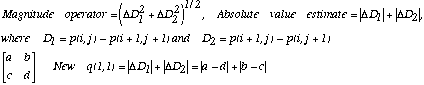 Magnitude operator = (ΔD₁² + ΔD₂²)^1/2, Absolute value estimate = |ΔD₁| + |ΔD₂|,
where D₁ = p(i, j) − p(i + 1, j + 1) and D₂ = p(i + 1, j) − p(i, j + 1)
[a b
c d] New q(1,1) = |ΔD₁| + |ΔD₂| = |a − d| + |b − c|